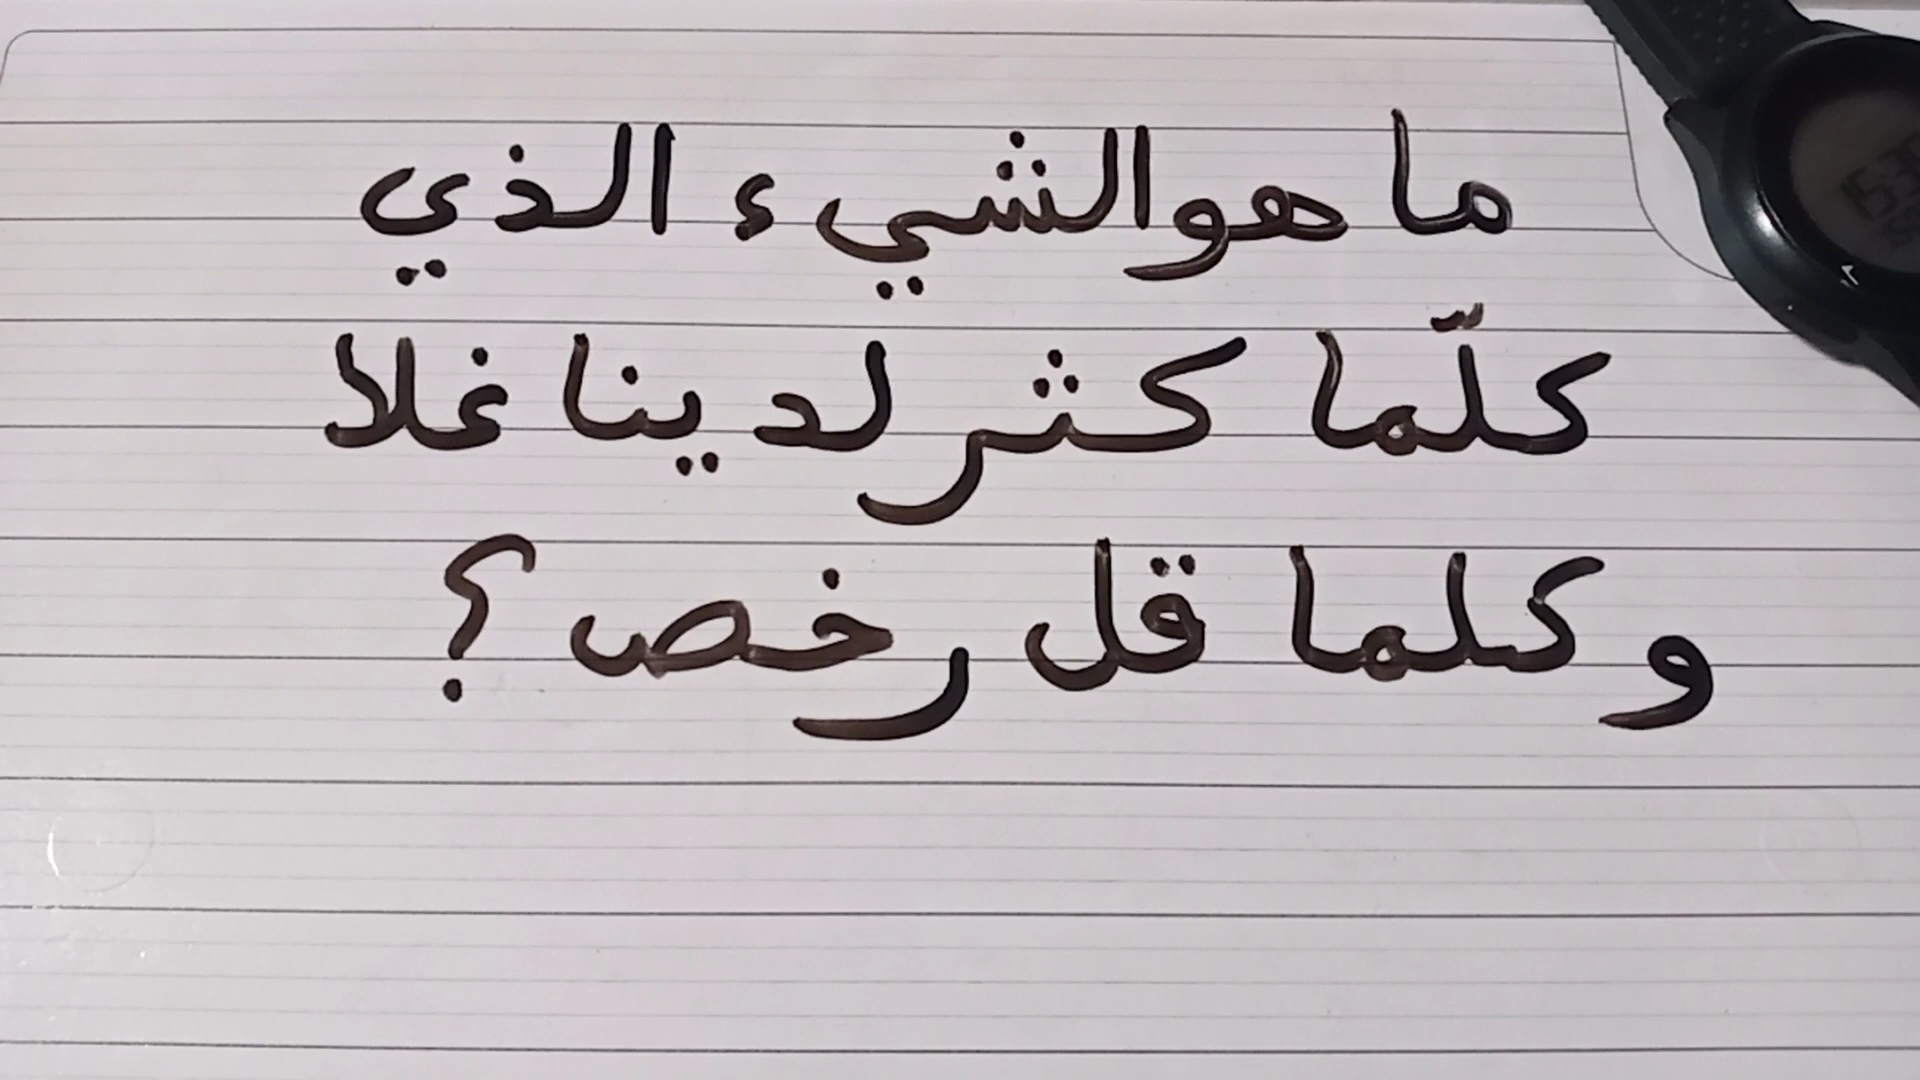 ما هو الشيء الذي
كلّما كثر لدينا غلا
وكلما قل رخص ؟